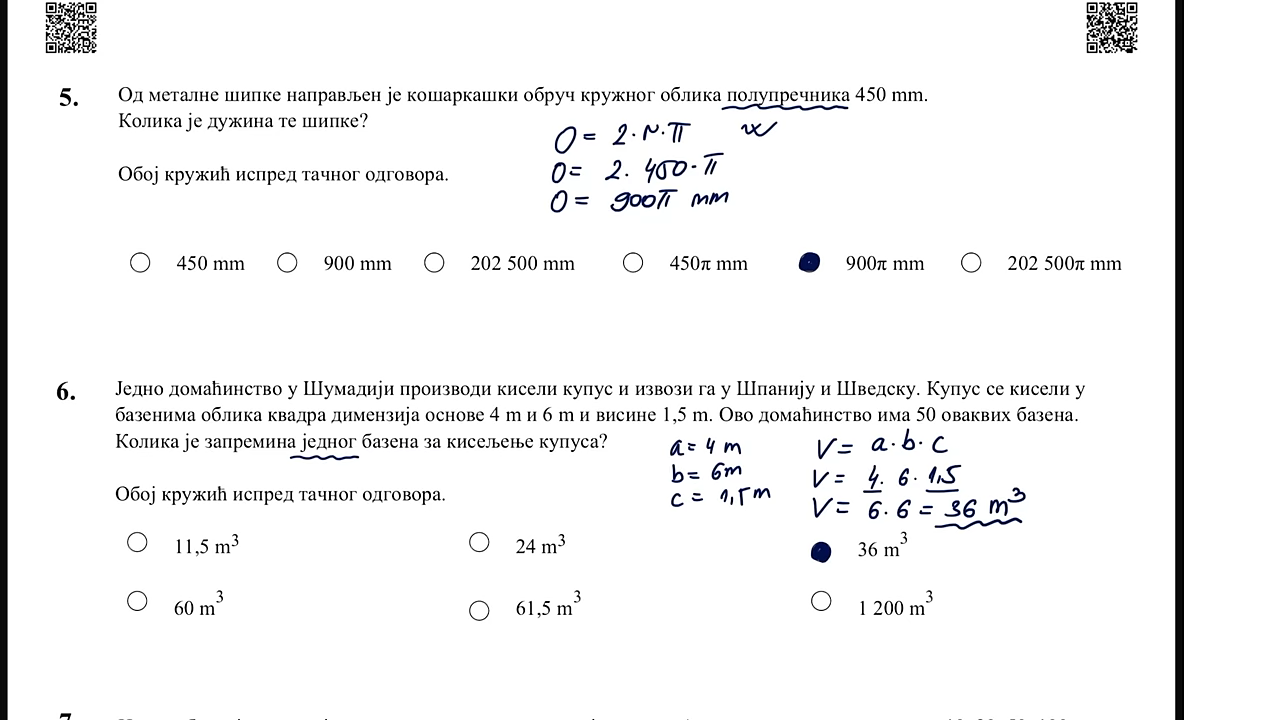 5. Од металне шипке направљен је кошаркашки обруч кружног облика полупречника 450 mm.
Колика је дужина те шипке?
O = 2·r·π r
O = 2·450·π
O = 900π mm
Обој кружић испред тачног одговора.
450 mm 900 mm 202 500 mm 450π mm 900π mm 202 500π mm
6. Једно домаћинство у Шумадији производи кисели купус и извози га у Шпанију и Шведску. Купус се кисели у
базенима облика квадра димензија основе 4 m и 6 m и висине 1,5 m. Ово домаћинство има 50 оваквих базена.
Колика је запремина једног базена за кисељење купуса?
a = 4 m V = a·b·c
b = 6m V = 4·6·1,5
c = 1,5 m V = 6·6 = 36 m³
Обој кружић испред тачног одговора.
11,5 m³ 24 m³ 36 m³
60 m³ 61,5 m³ 1 200 m³